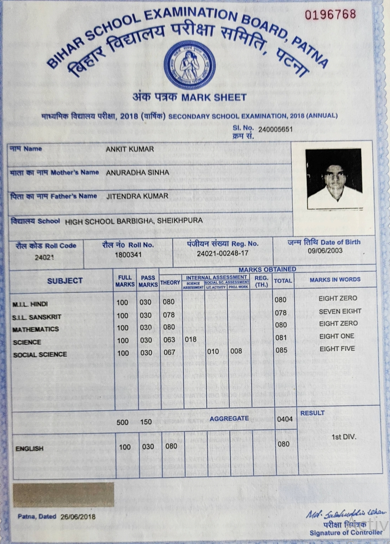 0196768
BIHAR SCHOOL EXAMINATION BOARD, PATNA
बिहार विद्यालय परीक्षा समिति, पटना
अंक पत्रक MARK SHEET
माध्यमिक विद्यालय परीक्षा, 2018 (वार्षिक) SECONDARY SCHOOL EXAMINATION, 2018 (ANNUAL)
Sl. No. 240005651
क्रम सं.
नाम Name ANKIT KUMAR
माता का नाम Mother's Name ANURADHA SINHA
पिता का नाम Father's Name JITENDRA KUMAR
विद्यालय School HIGH SCHOOL BARBIGHA, SHEIKHPURA
रौल कोड Roll Code रौल नं० Roll No. पंजीयन संख्या Reg. No. जन्म तिथि Date of Birth
24021 1800341 24021-00248-17 09/06/2003
MARKS OBTAINED
SUBJECT FULL MARKS PASS MARKS THEORY INTERNAL ASSESSMENT REG. (TH.) TOTAL MARKS IN WORDS
M.I.L. HINDI 100 030 080 080 EIGHT ZERO
S.I.L. SANSKRIT 100 030 078 078 SEVEN EIGHT
MATHEMATICS 100 030 080 080 EIGHT ZERO
SCIENCE 100 030 063 018 081 EIGHT ONE
SOCIAL SCIENCE 100 030 067 010 008 085 EIGHT FIVE
500 150 AGGREGATE 0404 RESULT
1st DIV.
ENGLISH 100 030 080 080
Patna, Dated 26/06/2018
परीक्षा नियंत्रक
Signature of Controller